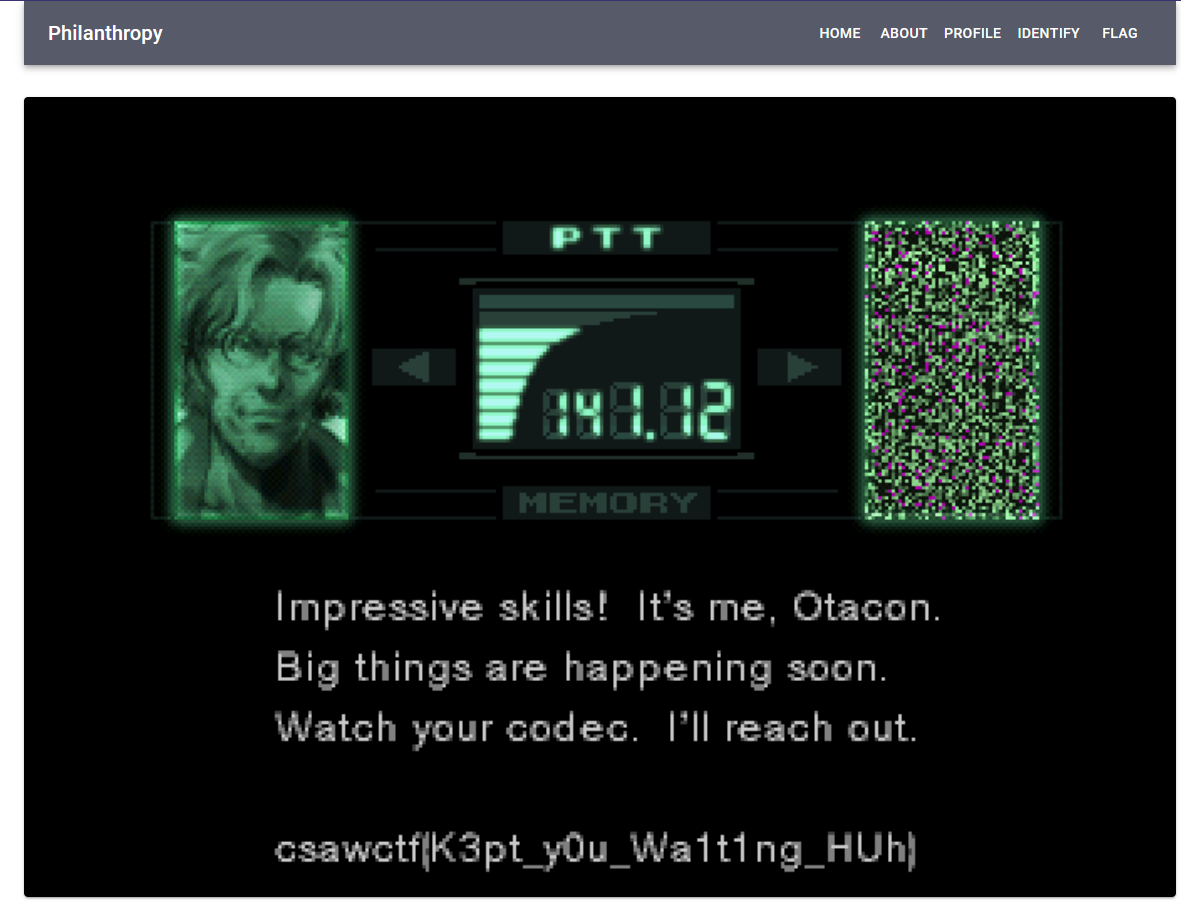 Philanthropy
HOME ABOUT PROFILE IDENTIFY FLAG
PTT
141.12
MEMORY
Impressive skills! It's me, Otacon.
Big things are happening soon.
Watch your codec. I'll reach out.
csawctf{K3pt_y0u_Wa1t1ng_HUh}